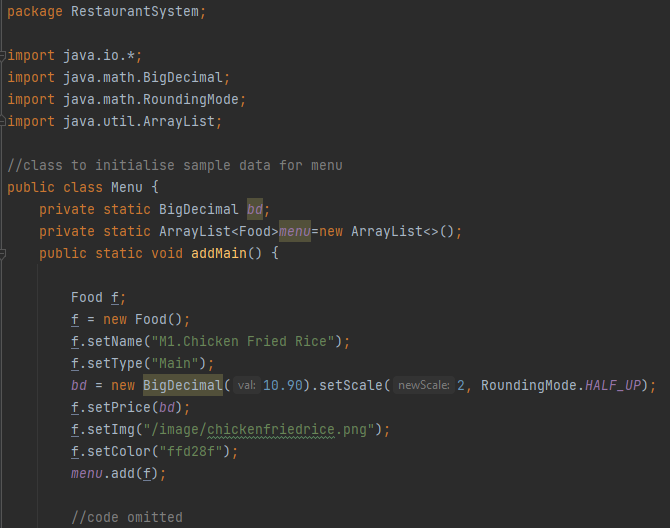 package RestaurantSystem;
import java.io.*;
import java.math.BigDecimal;
import java.math.RoundingMode;
import java.util.ArrayList;
//class to initialise sample data for menu
public class Menu {
private static BigDecimal bd;
private static ArrayList<Food>menu=new ArrayList<>();
public static void addMain() {
Food f;
f = new Food();
f.setName("M1.Chicken Fried Rice");
f.setType("Main");
bd = new BigDecimal( val: 10.90).setScale( newScale: 2, RoundingMode.HALF_UP);
f.setPrice(bd);
f.setImg("/image/chickenfriedrice.png");
f.setColor("ffd28f");
menu.add(f);
//code omitted